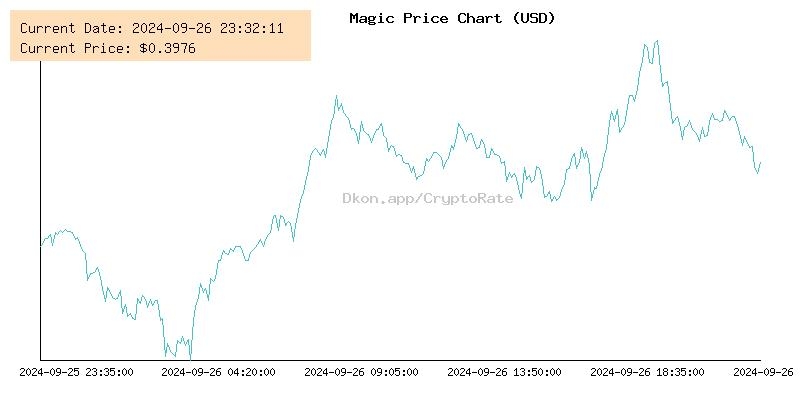 Magic Price Chart (USD)
Current Date: 2024-09-26 23:32:11
Current Price: $0.3976
Dkon.app/CryptoRate
2024-09-25 23:35:00 2024-09-26 04:20:00 2024-09-26 09:05:00 2024-09-26 13:50:00 2024-09-26 18:35:00 2024-09-26